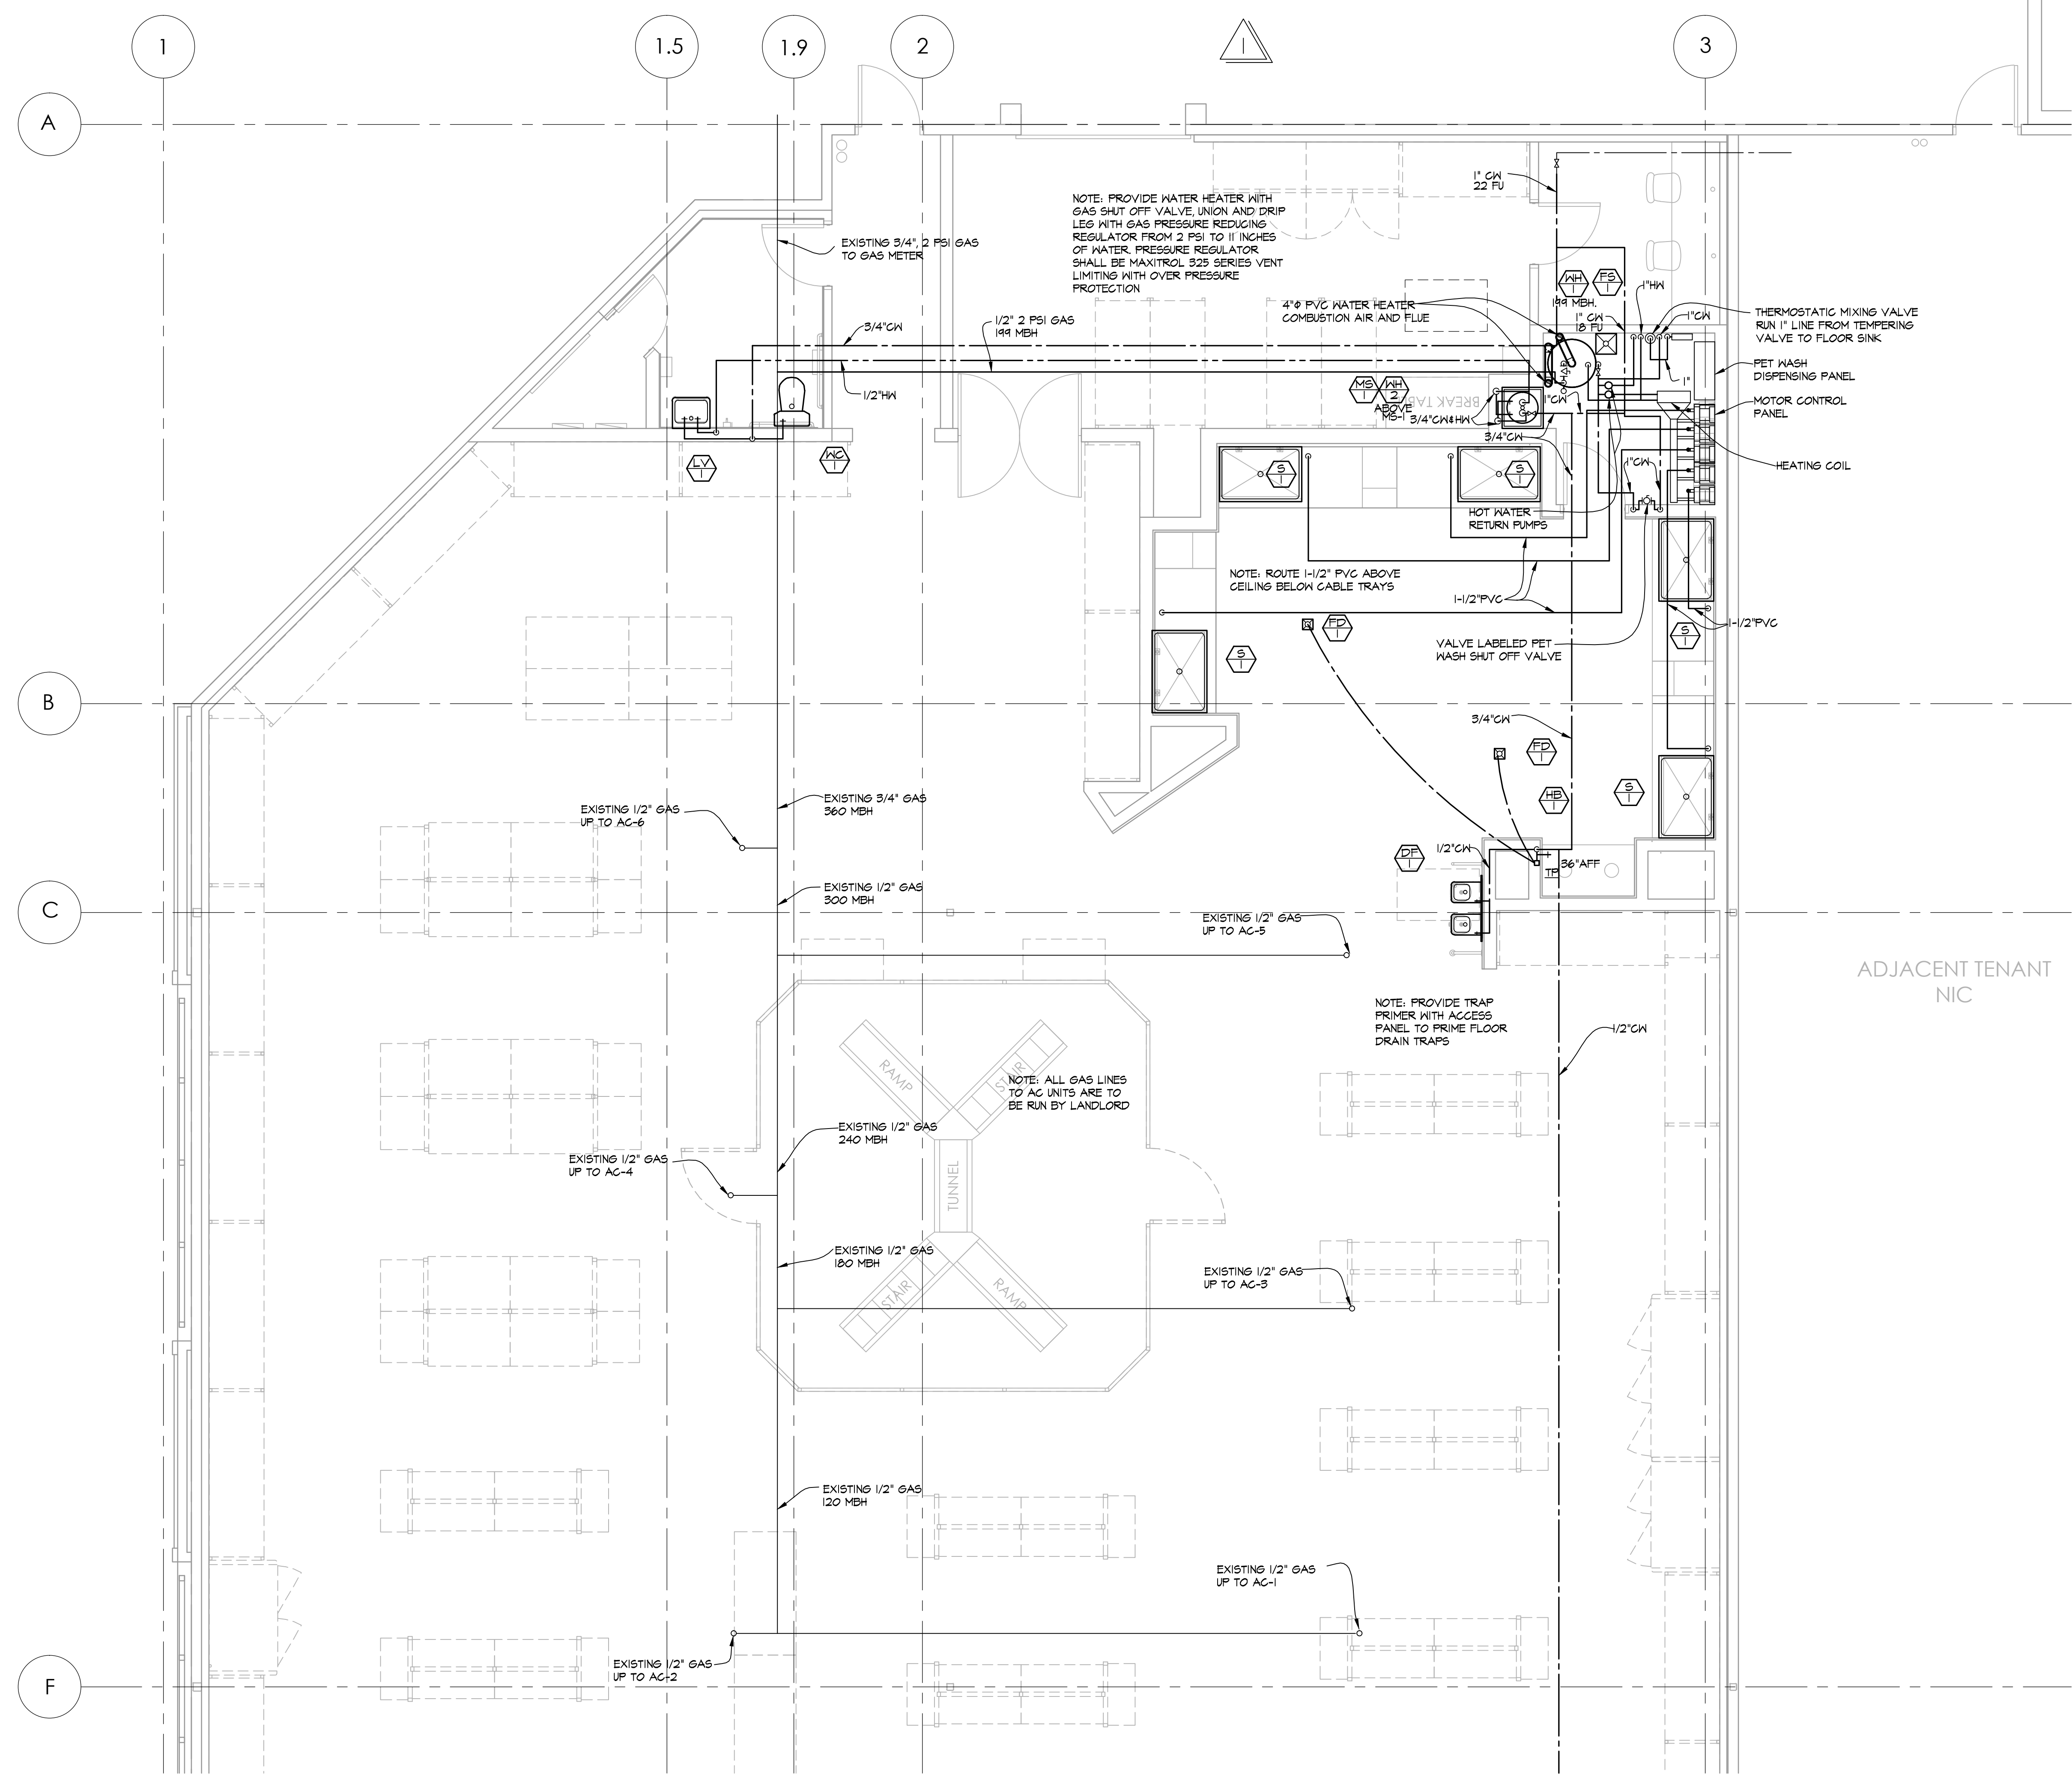 1
1.5
1.9
2
1
3
A
1" CW
22 FU
NOTE: PROVIDE WATER HEATER WITH
GAS SHUT OFF VALVE, UNION AND DRIP
LEG WITH GAS PRESSURE REDUCING
REGULATOR FROM 2 PSI TO 11 INCHES
OF WATER. PRESSURE REGULATOR
SHALL BE MAXITROL 325 SERIES VENT
LIMITING WITH OVER PRESSURE
PROTECTION
EXISTING 3/4", 2 PSI GAS
TO GAS METER
WH
1
FS
1
199 MBH.
1"HW
4"Φ PVC WATER HEATER
COMBUSTION AIR AND FLUE
1" CW
18 FU
1"CW
THERMOSTATIC MIXING VALVE
RUN 1" LINE FROM TEMPERING
VALVE TO FLOOR SINK
1/2" 2 PSI GAS
199 MBH
3/4"CW
1/2"HW
PET WASH
DISPENSING PANEL
1"
MS
1
WH
2
ABOVE
MS-1
BREAK TABL
3/4"CW&HW
1"CW
MOTOR CONTROL
PANEL
3/4"CW
LV
1
WC
1
S
1
S
1
1"CW
HEATING COIL
HOT WATER
RETURN PUMPS
NOTE: ROUTE 1-1/2" PVC ABOVE
CEILING BELOW CABLE TRAYS
1-1/2"PVC
FD
1
1-1/2"PVC
S
1
VALVE LABELED PET
WASH SHUT OFF VALVE
S
1
B
3/4"CW
FD
1
HB
1
S
1
EXISTING 3/4" GAS
360 MBH
EXISTING 1/2" GAS
UP TO AC-6
DF
1
1/2"CW
36"AFF
TP
EXISTING 1/2" GAS
300 MBH
C
EXISTING 1/2" GAS
UP TO AC-5
ADJACENT TENANT
NIC
NOTE: PROVIDE TRAP
PRIMER WITH ACCESS
PANEL TO PRIME FLOOR
DRAIN TRAPS
1/2"CW
RAMP
STAIR
NOTE: ALL GAS LINES
TO AC UNITS ARE TO
BE RUN BY LANDLORD
EXISTING 1/2" GAS
240 MBH
EXISTING 1/2" GAS
UP TO AC-4
TUNNEL
EXISTING 1/2" GAS
180 MBH
EXISTING 1/2" GAS
UP TO AC-3
STAIR
RAMP
EXISTING 1/2" GAS
120 MBH
EXISTING 1/2" GAS
UP TO AC-1
EXISTING 1/2" GAS
UP TO AC-2
F